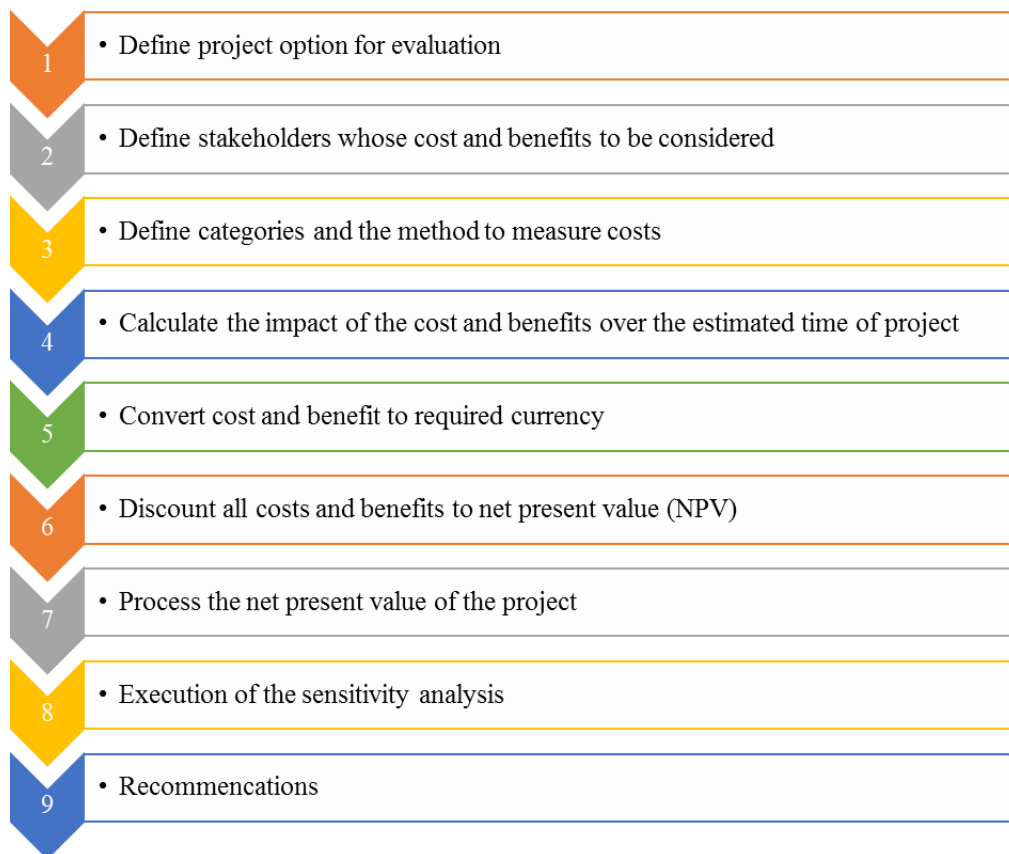 1 • Define project option for evaluation
2 • Define stakeholders whose cost and benefits to be considered
3 • Define categories and the method to measure costs
4 • Calculate the impact of the cost and benefits over the estimated time of project
5 • Convert cost and benefit to required currency
6 • Discount all costs and benefits to net present value (NPV)
7 • Process the net present value of the project
8 • Execution of the sensitivity analysis
9 • Recommencations